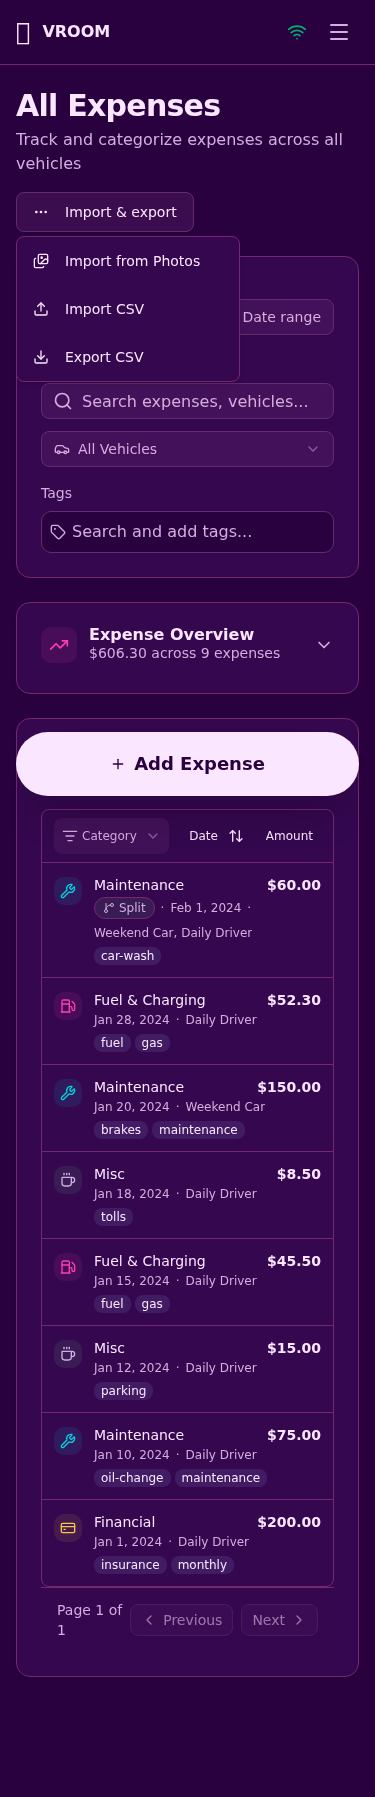 VROOM
All Expenses
Track and categorize expenses across all
vehicles
Import & export
Import from Photos
Import CSV
Export CSV
Date range
Search expenses, vehicles...
All Vehicles
Tags
Search and add tags...
Expense Overview
$606.30 across 9 expenses
+ Add Expense
Category Date Amount
Maintenance $60.00
Split · Feb 1, 2024 ·
Weekend Car, Daily Driver
car-wash
Fuel & Charging $52.30
Jan 28, 2024 · Daily Driver
fuel gas
Maintenance $150.00
Jan 20, 2024 · Weekend Car
brakes maintenance
Misc $8.50
Jan 18, 2024 · Daily Driver
tolls
Fuel & Charging $45.50
Jan 15, 2024 · Daily Driver
fuel gas
Misc $15.00
Jan 12, 2024 · Daily Driver
parking
Maintenance $75.00
Jan 10, 2024 · Daily Driver
oil-change maintenance
Financial $200.00
Jan 1, 2024 · Daily Driver
insurance monthly
Page 1 of
1
Previous Next